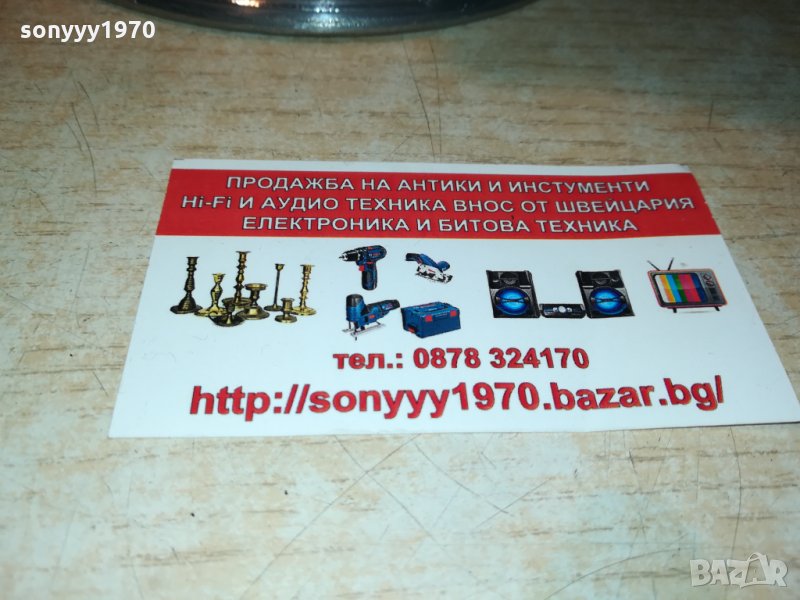 sonyyy1970
ПРОДАЖБА НА АНТИКИ И ИНСТУМЕНТИ
Hi-Fi И АУДИО ТЕХНИКА ВНОС ОТ ШВЕЙЦАРИЯ
ЕЛЕКТРОНИКА И БИТОВА ТЕХНИКА
тел.: 0878 324170
http://sonyyy1970.bazar.bg/
BAZAR